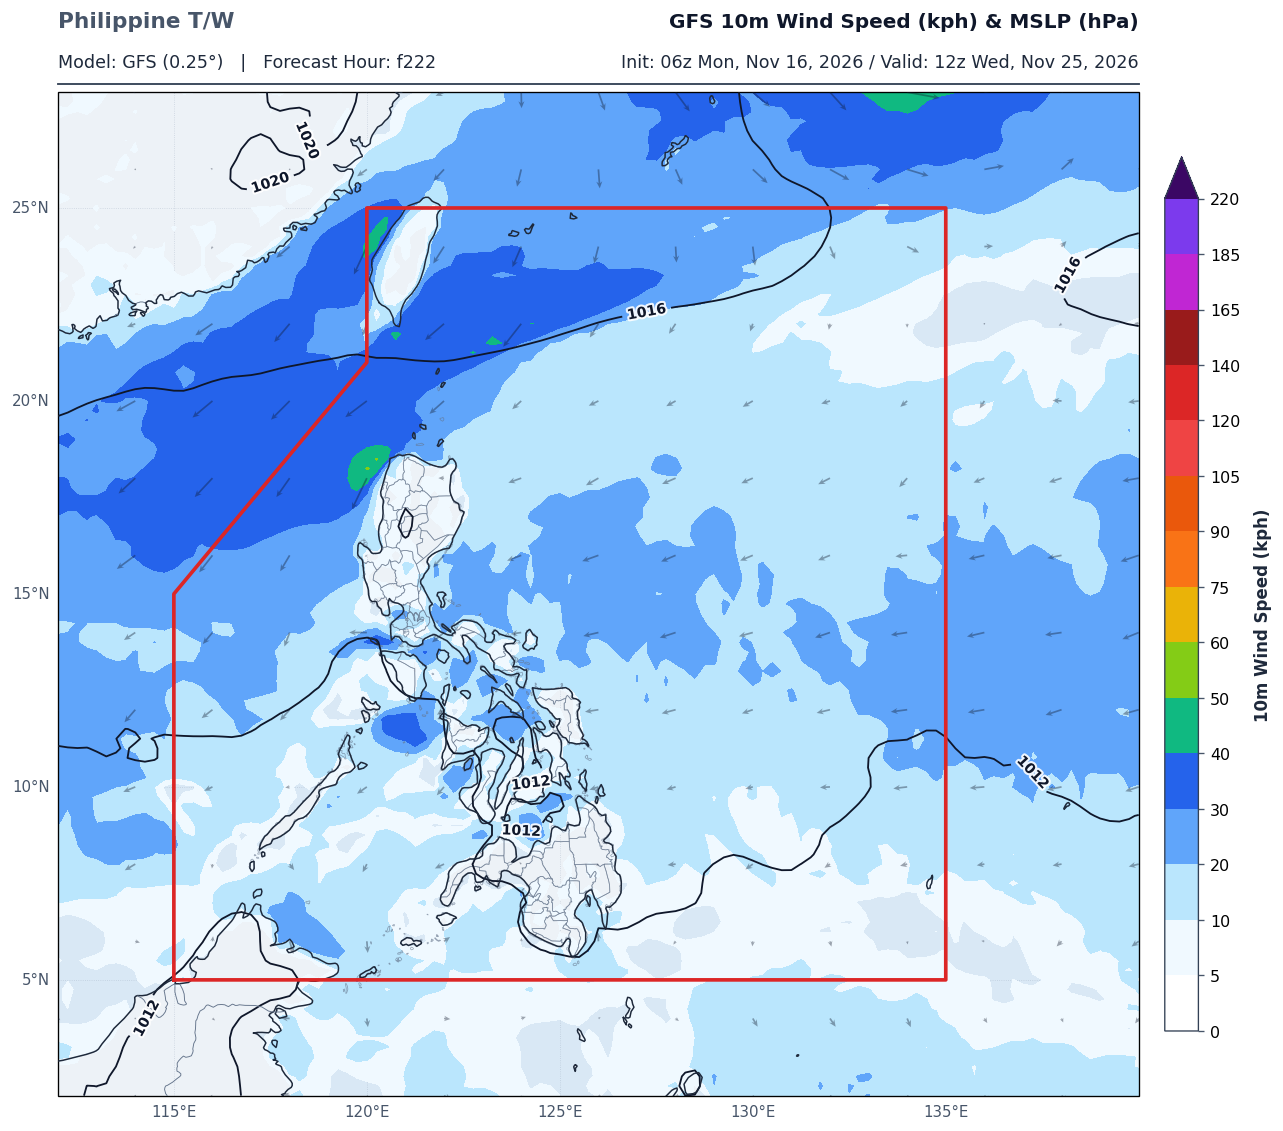 Philippine T/W
GFS 10m Wind Speed (kph) & MSLP (hPa)
Model: GFS (0.25°) | Forecast Hour: f222
Init: 06z Mon, Nov 16, 2026 / Valid: 12z Wed, Nov 25, 2026
1020
1020
1016
1016
1012
1012
1012
1012
25°N
20°N
15°N
10°N
5°N
115°E
120°E
125°E
130°E
135°E
220
185
165
140
120
105
90
75
60
50
40
30
20
10
5
0
10m Wind Speed (kph)